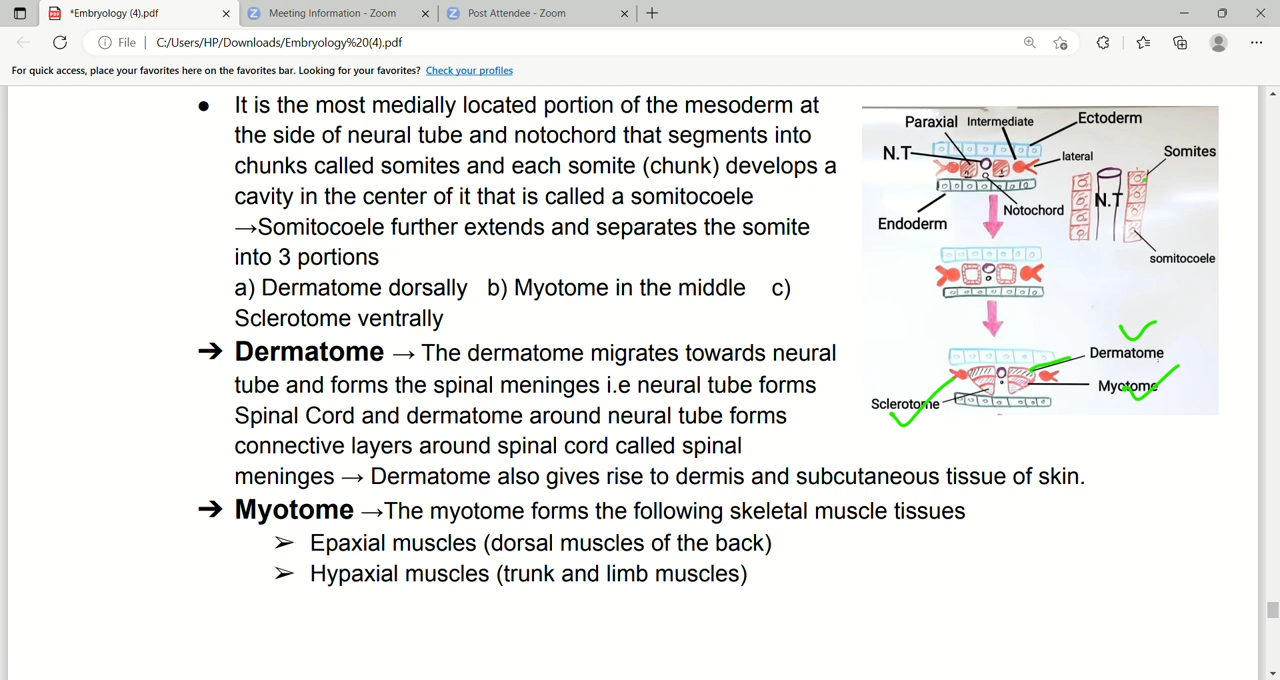 *Embryology (4).pdf
Meeting Information - Zoom
Post Attendee - Zoom
File
C:/Users/HP/Downloads/Embryology%20(4).pdf
For quick access, place your favorites here on the favorites bar. Looking for your favorites? Check your profiles
● It is the most medially located portion of the mesoderm at
the side of neural tube and notochord that segments into
chunks called somites and each somite (chunk) develops a
cavity in the center of it that is called a somitocoele
→Somitocoele further extends and separates the somite
into 3 portions
a) Dermatome dorsally b) Myotome in the middle c)
Sclerotome ventrally
➔ Dermatome → The dermatome migrates towards neural
tube and forms the spinal meninges i.e neural tube forms
Spinal Cord and dermatome around neural tube forms
connective layers around spinal cord called spinal
meninges → Dermatome also gives rise to dermis and subcutaneous tissue of skin.
➔ Myotome →The myotome forms the following skeletal muscle tissues
➢ Epaxial muscles (dorsal muscles of the back)
➢ Hypaxial muscles (trunk and limb muscles)
Paraxial
Intermediate
Ectoderm
N.T
lateral
Somites
N.T
Notochord
Endoderm
somitocoele
Dermatome
Myotome
Sclerotome